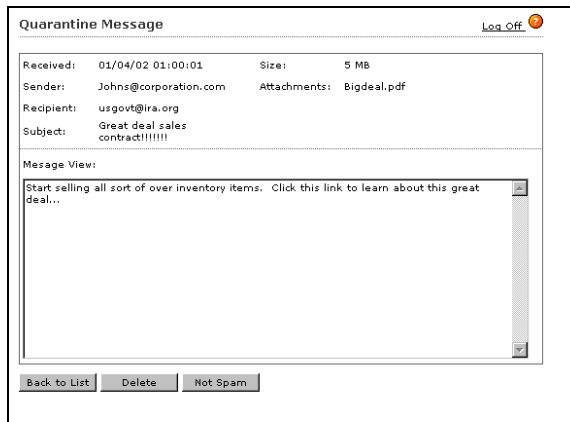 Quarantine Message
Log Off ?
Received: 01/04/02 01:00:01 Size: 5 MB
Sender: Johns@corporation.com Attachments: Bigdeal.pdf
Recipient: usgovt@ira.org
Subject: Great deal sales
contract!!!!!!!
Mesage View:
Start selling all sort of over inventory items.  Click this link to learn about this great
deal...
Back to List Delete Not Spam